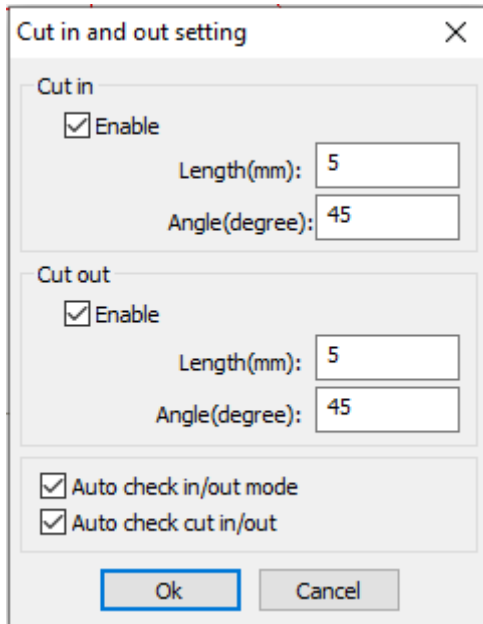 Cut in and out setting
Cut in
Enable
Length(mm): 5
Angle(degree): 45
Cut out
Enable
Length(mm): 5
Angle(degree): 45
Auto check in/out mode
Auto check cut in/out
Ok Cancel